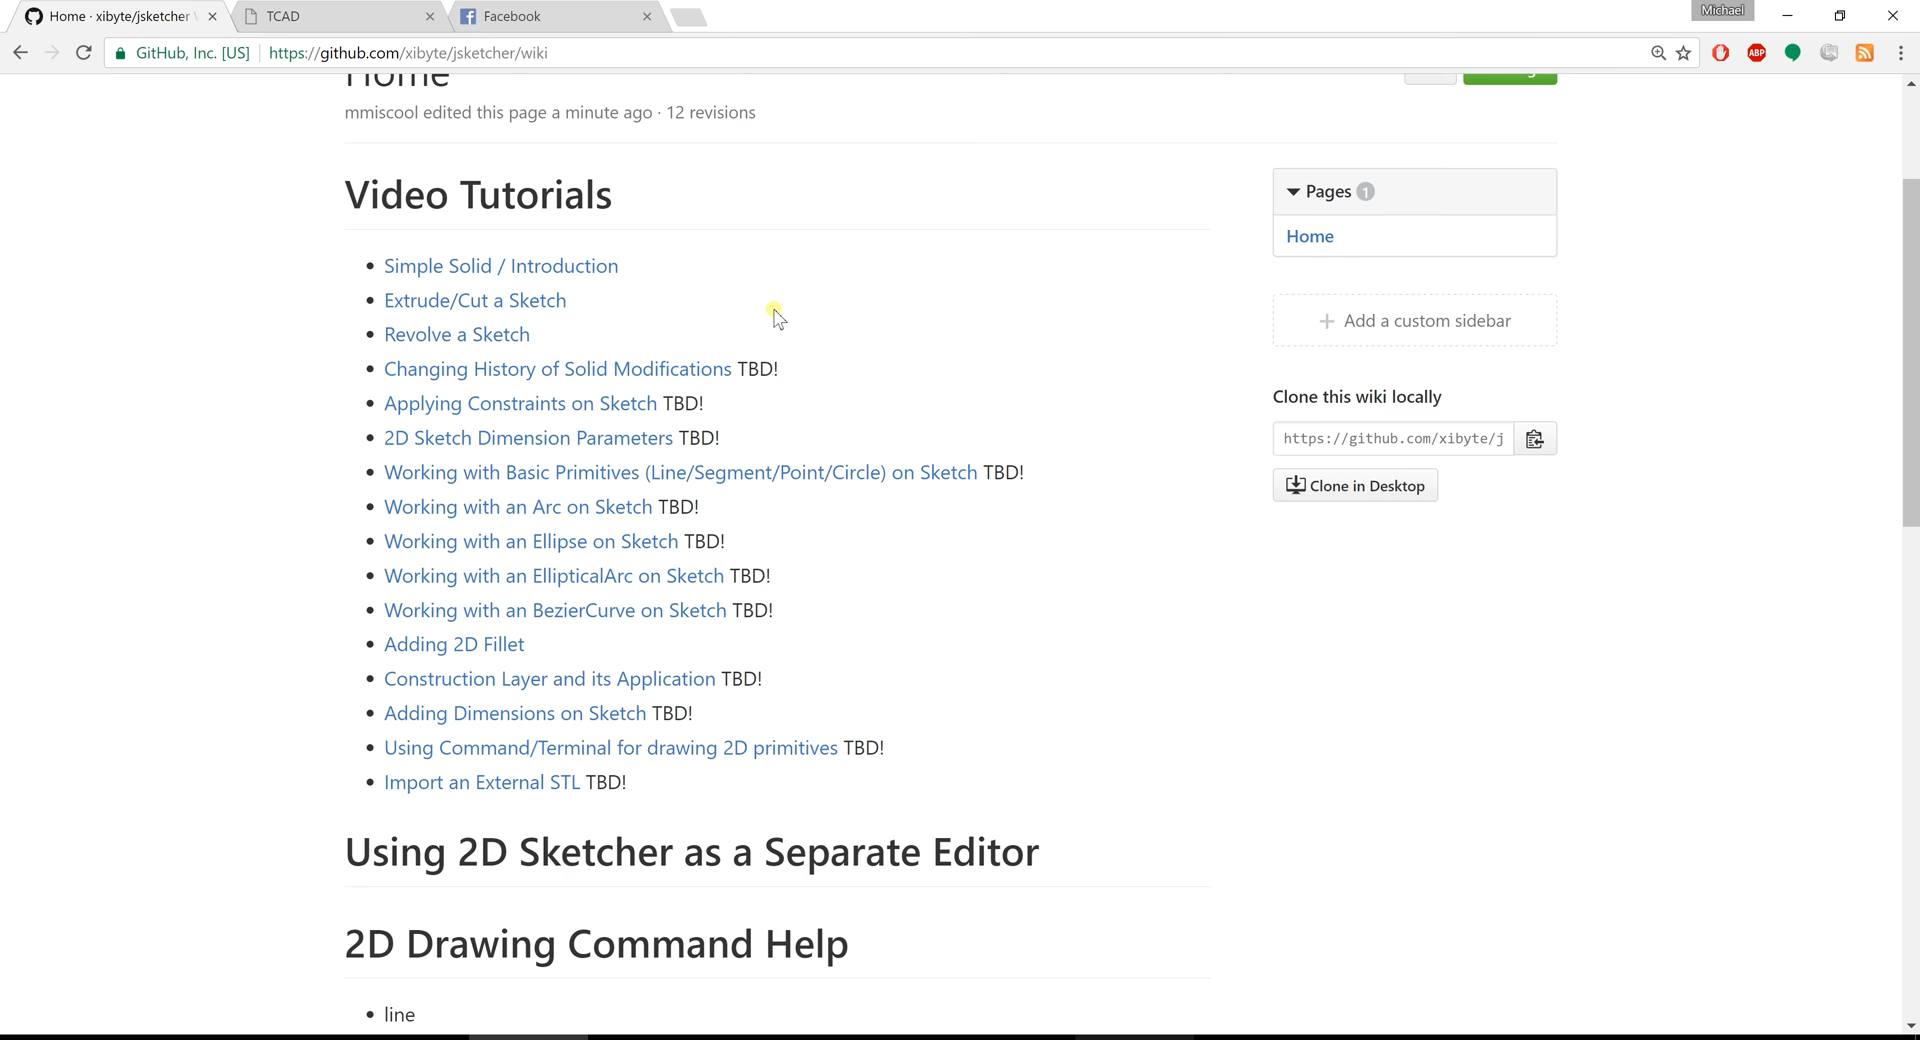 Home · xibyte/jsketcher
TCAD
Facebook
Michael
GitHub, Inc. [US]
https://github.com/xibyte/jsketcher/wiki
ABP
Home
mmiscool edited this page a minute ago · 12 revisions
Video Tutorials
Simple Solid / Introduction
Extrude/Cut a Sketch
Revolve a Sketch
Changing History of Solid Modifications TBD!
Applying Constraints on Sketch TBD!
2D Sketch Dimension Parameters TBD!
Working with Basic Primitives (Line/Segment/Point/Circle) on Sketch TBD!
Working with an Arc on Sketch TBD!
Working with an Ellipse on Sketch TBD!
Working with an EllipticalArc on Sketch TBD!
Working with an BezierCurve on Sketch TBD!
Adding 2D Fillet
Construction Layer and its Application TBD!
Adding Dimensions on Sketch TBD!
Using Command/Terminal for drawing 2D primitives TBD!
Import an External STL TBD!
Using 2D Sketcher as a Separate Editor
2D Drawing Command Help
line
Pages 1
Home
Add a custom sidebar
Clone this wiki locally
https://github.com/xibyte/j
Clone in Desktop